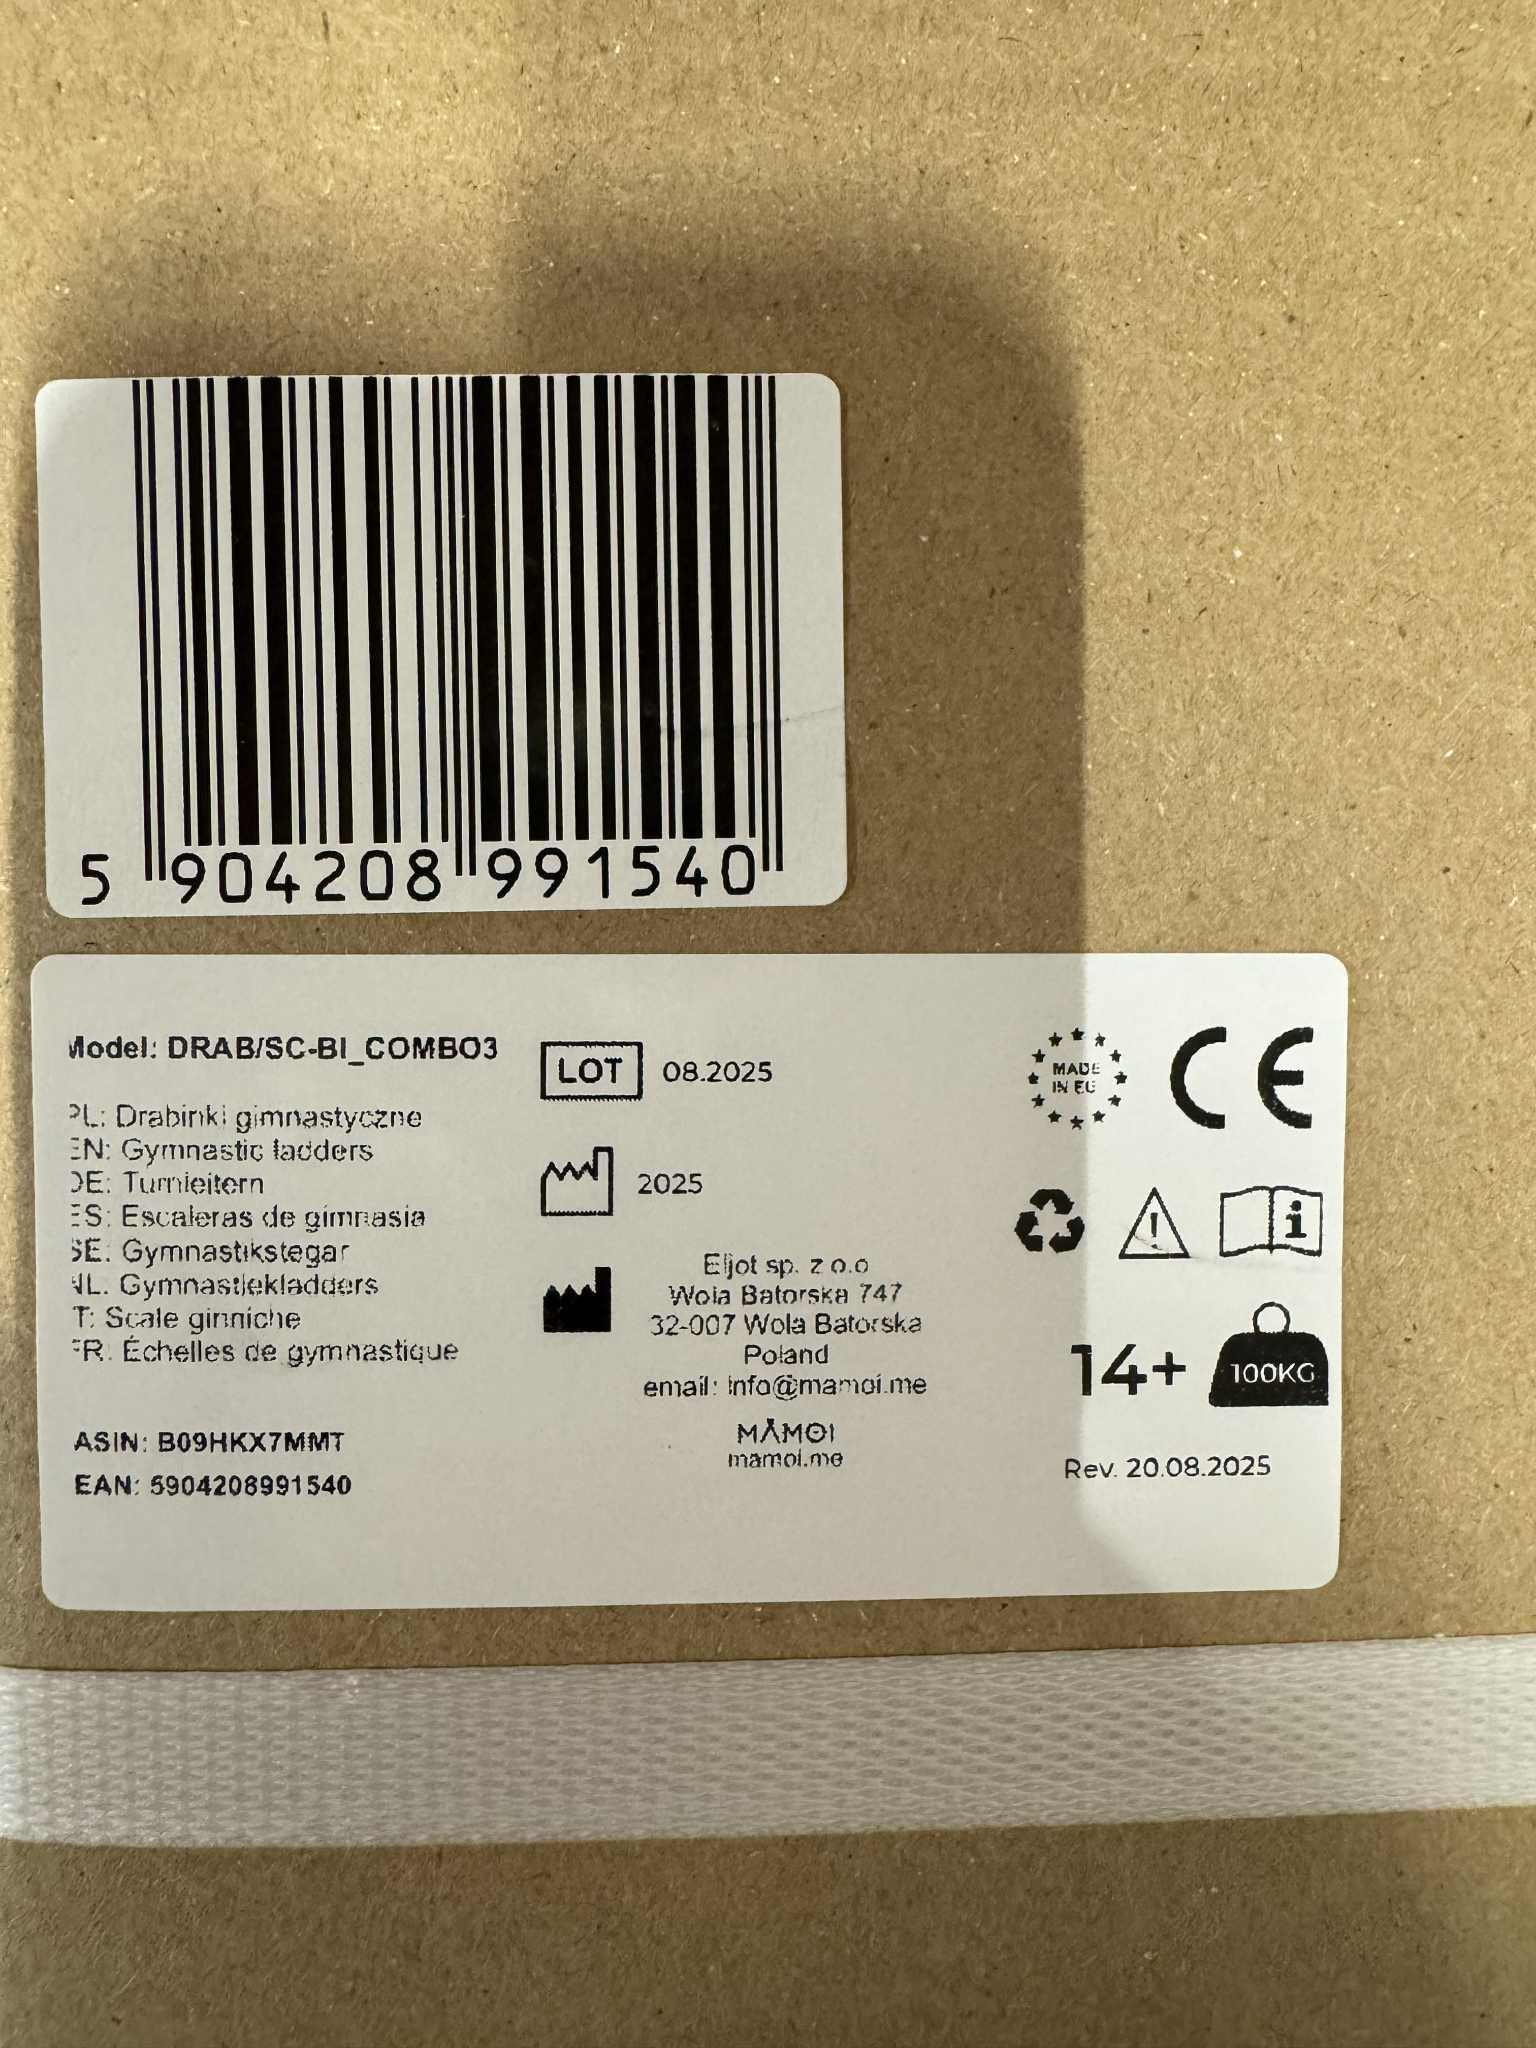 5 904208 991540
Model: DRAB/SC-BI_COMBO3
PL: Drabinki gimnastyczne
EN: Gymnastic ladders
DE: Turnleitern
ES: Escaleras de gimnasia
SE: Gymnastikstegar
NL: Gymnastiekladders
IT: Scale ginniche
FR: Échelles de gymnastique
ASIN: B09HKX7MMT
EAN: 5904208991540
LOT 08.2025
2025
Eljot sp. z o.o
Wola Batorska 747
32-007 Wola Batorska
Poland
email: info@mamoi.me
MAMOI
mamoi.me
MADE
IN EU
CE
14+
100KG
Rev. 20.08.2025